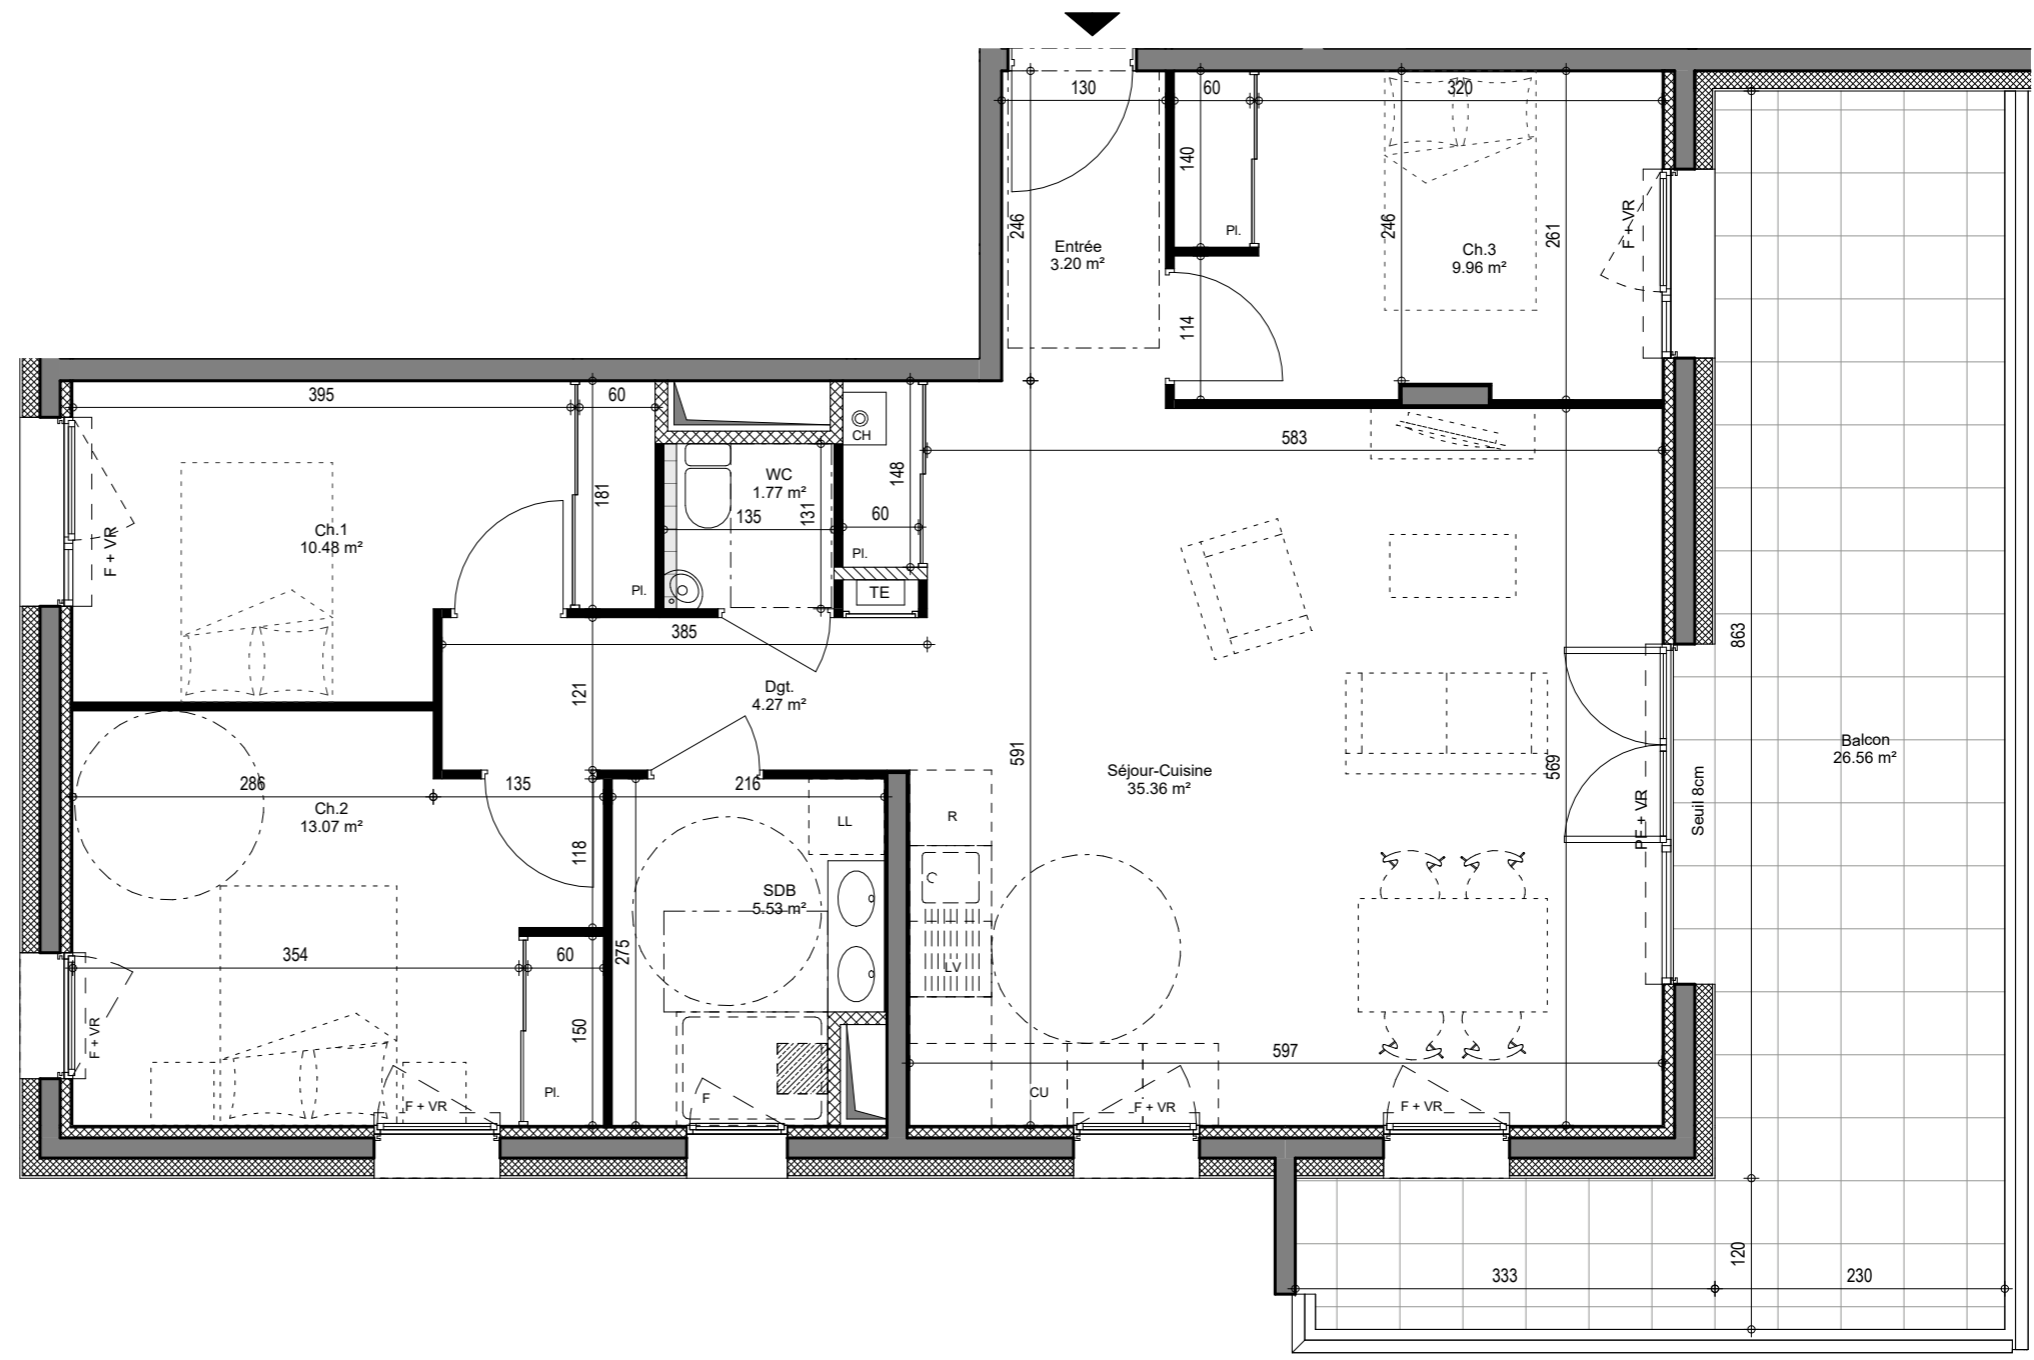 130
60
320
140
246
246
261
Pl.
Entrée
3.20 m²
Ch.3
9.96 m²
F + VR
114
395
60
CH
583
148
WC
1.77 m²
181
131
135
60
Ch.1
10.48 m²
F + VR
Pl.
Pl.
TE
385
863
121
Dgt.
4.27 m²
591
Séjour-Cuisine
35.36 m²
569
Balcon
26.56 m²
286
135
216
Ch.2
13.07 m²
LL
R
PF + VR
Seuil 8cm
118
SDB
5.53 m²
354
60
275
LV
150
F + VR
597
Pl.
F + VR
F
CU
F + VR
F + VR
120
333
230